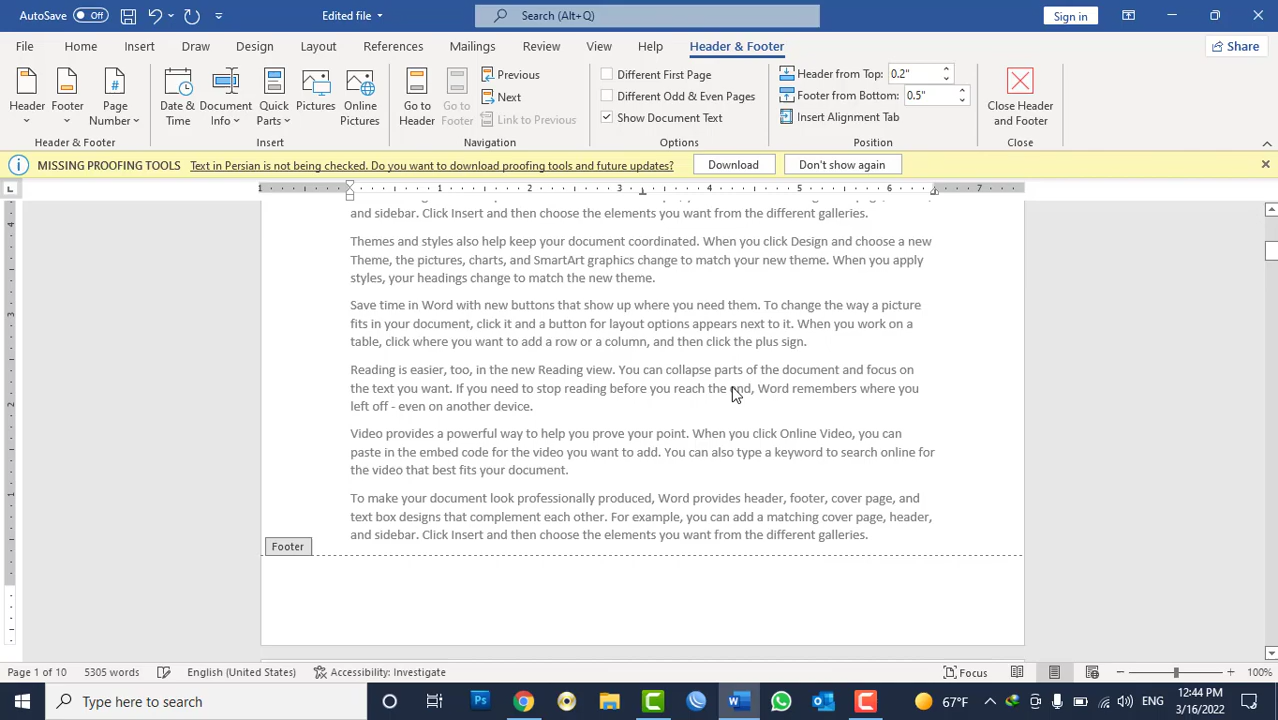 AutoSave Off Edited file Search (Alt+Q) Sign in
File Home Insert Draw Design Layout References Mailings Review View Help Header & Footer Share
Header Footer Page Number Date & Time Document Info Quick Parts Pictures Online Pictures Go to Header Go to Footer
Previous
Next
Link to Previous
Different First Page
Different Odd & Even Pages
Show Document Text
Header from Top: 0.2"
Footer from Bottom: 0.5"
Insert Alignment Tab
Close Header and Footer
Header & Footer Insert Navigation Options Position Close
MISSING PROOFING TOOLS Text in Persian is not being checked. Do you want to download proofing tools and future updates? Download Don't show again
1 1 2 3 4 5 6 7
4
3
2
1
and sidebar. Click Insert and then choose the elements you want from the different galleries.
Themes and styles also help keep your document coordinated. When you click Design and choose a new
Theme, the pictures, charts, and SmartArt graphics change to match your new theme. When you apply
styles, your headings change to match the new theme.
Save time in Word with new buttons that show up where you need them. To change the way a picture
fits in your document, click it and a button for layout options appears next to it. When you work on a
table, click where you want to add a row or a column, and then click the plus sign.
Reading is easier, too, in the new Reading view. You can collapse parts of the document and focus on
the text you want. If you need to stop reading before you reach the end, Word remembers where you
left off - even on another device.
Video provides a powerful way to help you prove your point. When you click Online Video, you can
paste in the embed code for the video you want to add. You can also type a keyword to search online for
the video that best fits your document.
To make your document look professionally produced, Word provides header, footer, cover page, and
text box designs that complement each other. For example, you can add a matching cover page, header,
and sidebar. Click Insert and then choose the elements you want from the different galleries.
Footer
Page 1 of 10 5305 words English (United States) Accessibility: Investigate Focus 100%
Type here to search Ps 67°F ENG 12:44 PM
3/16/2022